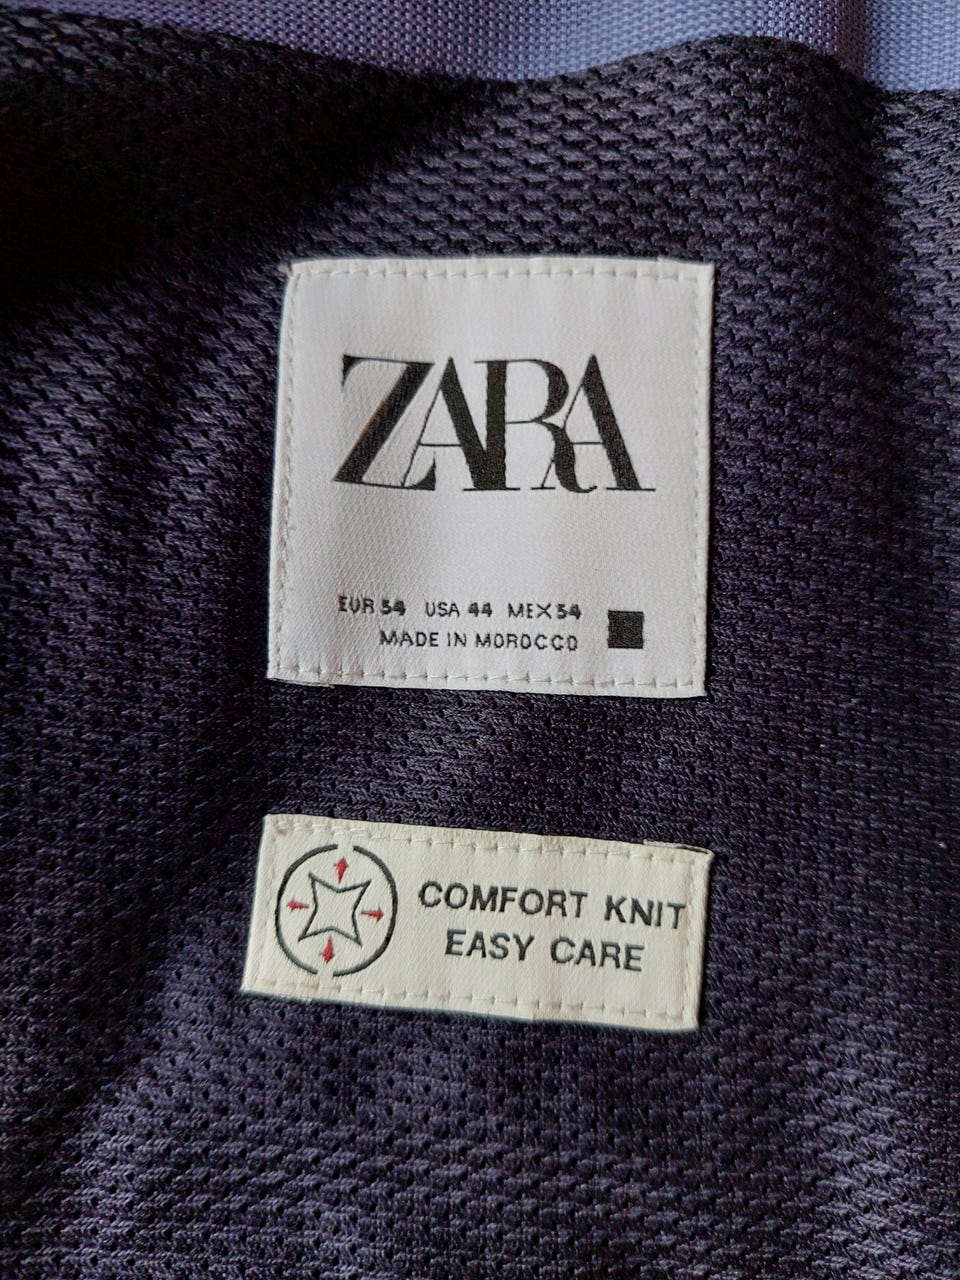 ZARA
EUR 54 USA 44 MEX 54
MADE IN MOROCCO
COMFORT KNIT
EASY CARE